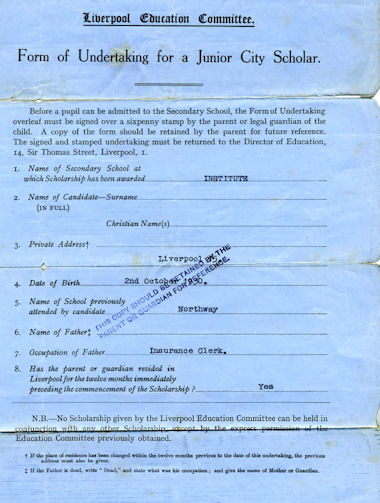 Liverpool Education Committee.
Form of Undertaking for a Junior City Scholar.
Before a pupil can be admitted to the Secondary School, the Form of Undertaking
overleaf must be signed over a sixpenny stamp by the parent or legal guardian of the
child. A copy of the form should be retained by the parent for future reference.
The signed and stamped undertaking must be returned to the Director of Education,
14, Sir Thomas Street, Liverpool, 1.
1. Name of Secondary School at
which Scholarship has been awarded INSTITUTE
2. Name of Candidate—Surname
(IN FULL)
Christian Name(s)
3. Private Address†
Liverpool
4. Date of Birth 2nd October 1930.
THIS COPY SHOULD BE RETAINED BY THE
PARENT OR GUARDIAN FOR REFERENCE.
5. Name of School previously
attended by candidate Northway
6. Name of Father‡
7. Occupation of Father Insurance Clerk.
8. Has the parent or guardian resided in
Liverpool for the twelve months immediately
preceding the commencement of the Scholarship? Yes
N.B.—No Scholarship given by the Liverpool Education Committee can be held in
conjunction with any other Scholarship, except by the express permission of the
Education Committee previously obtained.
† If the place of residence has been changed within the twelve months previous to the date of this undertaking, the previous
address must also be given.
‡ If the Father is dead, write "Dead," and state what was his occupation; and give the name of Mother or Guardian.